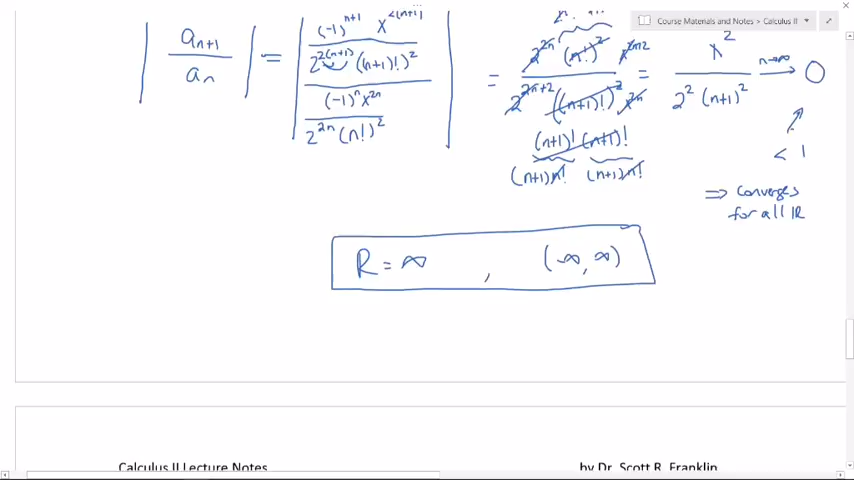 Course Materials and Notes > Calculus II
| a_{n+1} / a_n | = | ((-1)^{n+1} x^{2(n+1)} / 2^{2(n+1)} ((n+1)!)^2) / ((-1)^n x^{2n} / 2^{2n} (n!)^2) | = 2^{2n} (n!)^2 x^{2n+2} / 2^{2n+2} ((n+1)!)^2 x^{2n} = x^2 / 2^2 (n+1)^2 n→∞ → 0
(n+1)! (n+1)!
(n+1)n! (n+1)n!
< 1
⇒ converges
for all ℝ
R = ∞ , (-∞, ∞)
Calculus II Lecture Notes by Dr. Scott R. Franklin